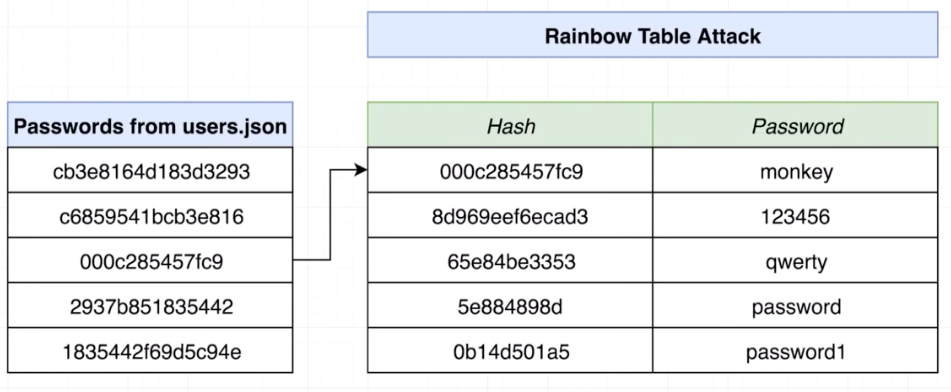 Rainbow Table Attack
Passwords from users.json
cb3e8164d183d3293
c6859541bcb3e816
000c285457fc9
2937b851835442
1835442f69d5c94e
Hash Password
000c285457fc9 monkey
8d969eef6ecad3 123456
65e84be3353 qwerty
5e884898d password
0b14d501a5 password1